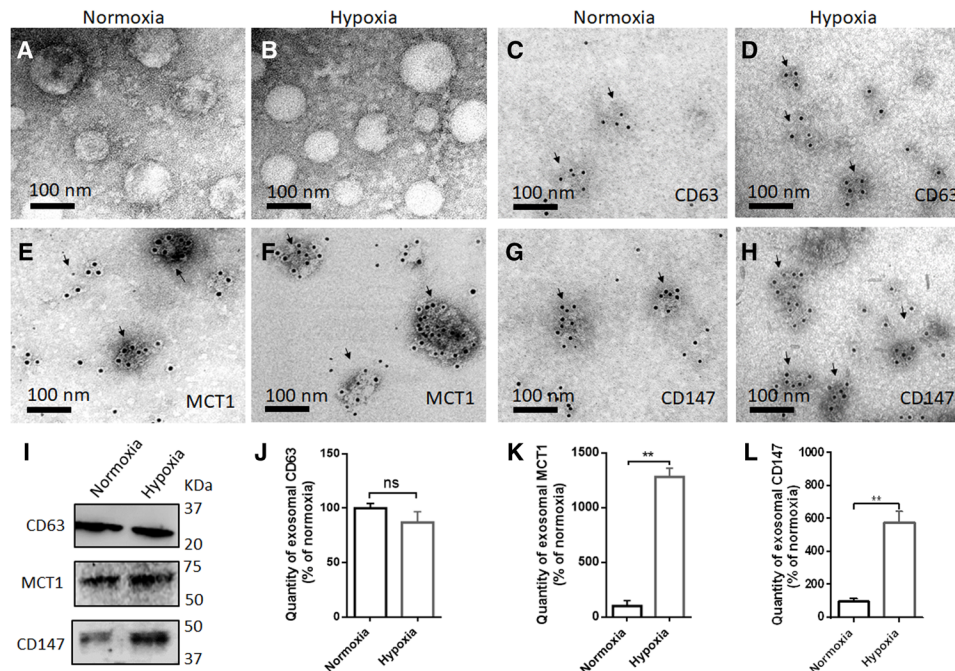 Normoxia Hypoxia Normoxia Hypoxia
A B C D
100 nm 100 nm 100 nm CD63 100 nm CD63
E F G H
100 nm MCT1 100 nm MCT1 100 nm CD147 100 nm CD147
I
Normoxia Hypoxia KDa
CD63 37
20
MCT1 75
50
CD147 50
37
J
Quantity of exosomal CD63
(% of normoxia)
150
100
50
0
ns
Normoxia Hypoxia
K
Quantity of exosomal MCT1
(% of normoxia)
1500
1000
500
0
**
Normoxia Hypoxia
L
Quantity of exosomal CD147
(% of normoxia)
1000
800
600
400
200
0
**
Normoxia Hypoxia